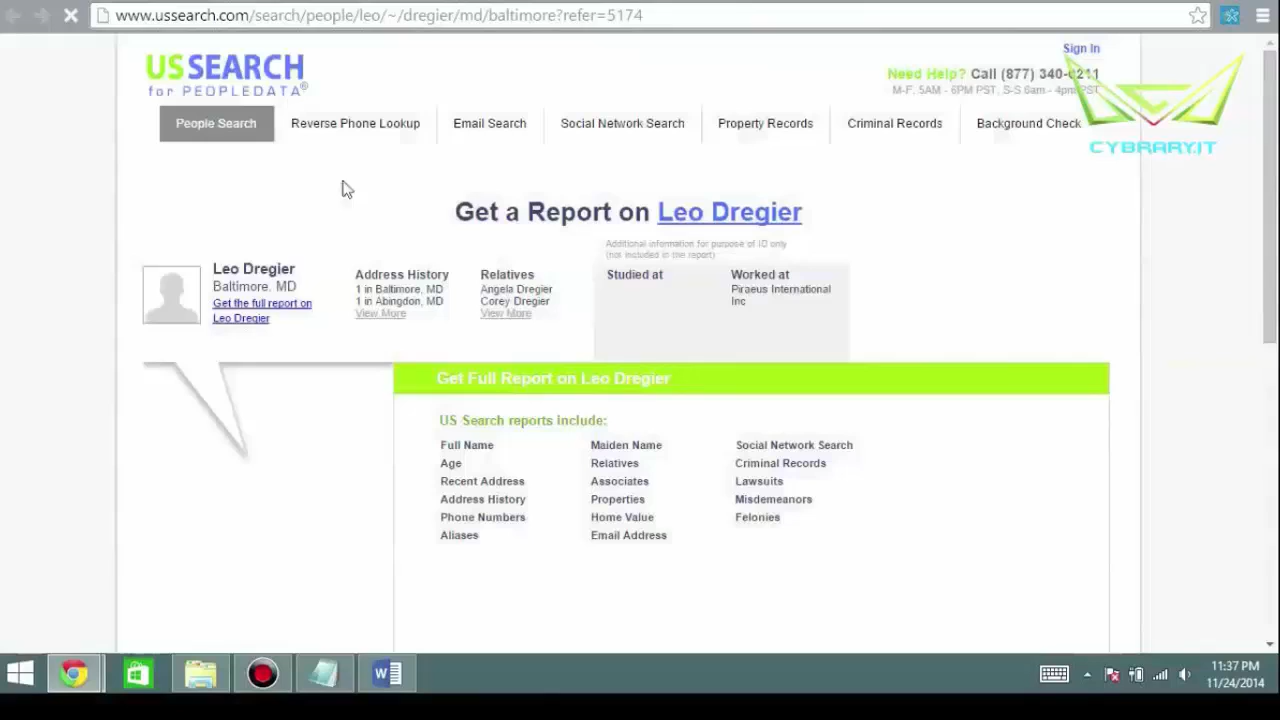 www.ussearch.com/search/people/leo/~/dregier/md/baltimore?refer=5174
Sign In
US SEARCH
for PEOPLEDATA®
Need Help? Call (877) 340-0211
M-F, 5AM - 6PM PST, S-S 6am - 4pm PST
People Search
Reverse Phone Lookup
Email Search
Social Network Search
Property Records
Criminal Records
Background Check
CYBRARY.IT
Get a Report on Leo Dregier
Additional information for purpose of ID only
(not included in the report)
Leo Dregier
Baltimore, MD
Get the full report on
Leo Dregier
Address History
1 in Baltimore, MD
1 in Abingdon, MD
View More
Relatives
Angela Dregier
Corey Dregier
View More
Studied at
Worked at
Piraeus International
Inc
Get Full Report on Leo Dregier
US Search reports include:
Full Name
Age
Recent Address
Address History
Phone Numbers
Aliases
Maiden Name
Relatives
Associates
Properties
Home Value
Email Address
Social Network Search
Criminal Records
Lawsuits
Misdemeanors
Felonies
11:37 PM
11/24/2014